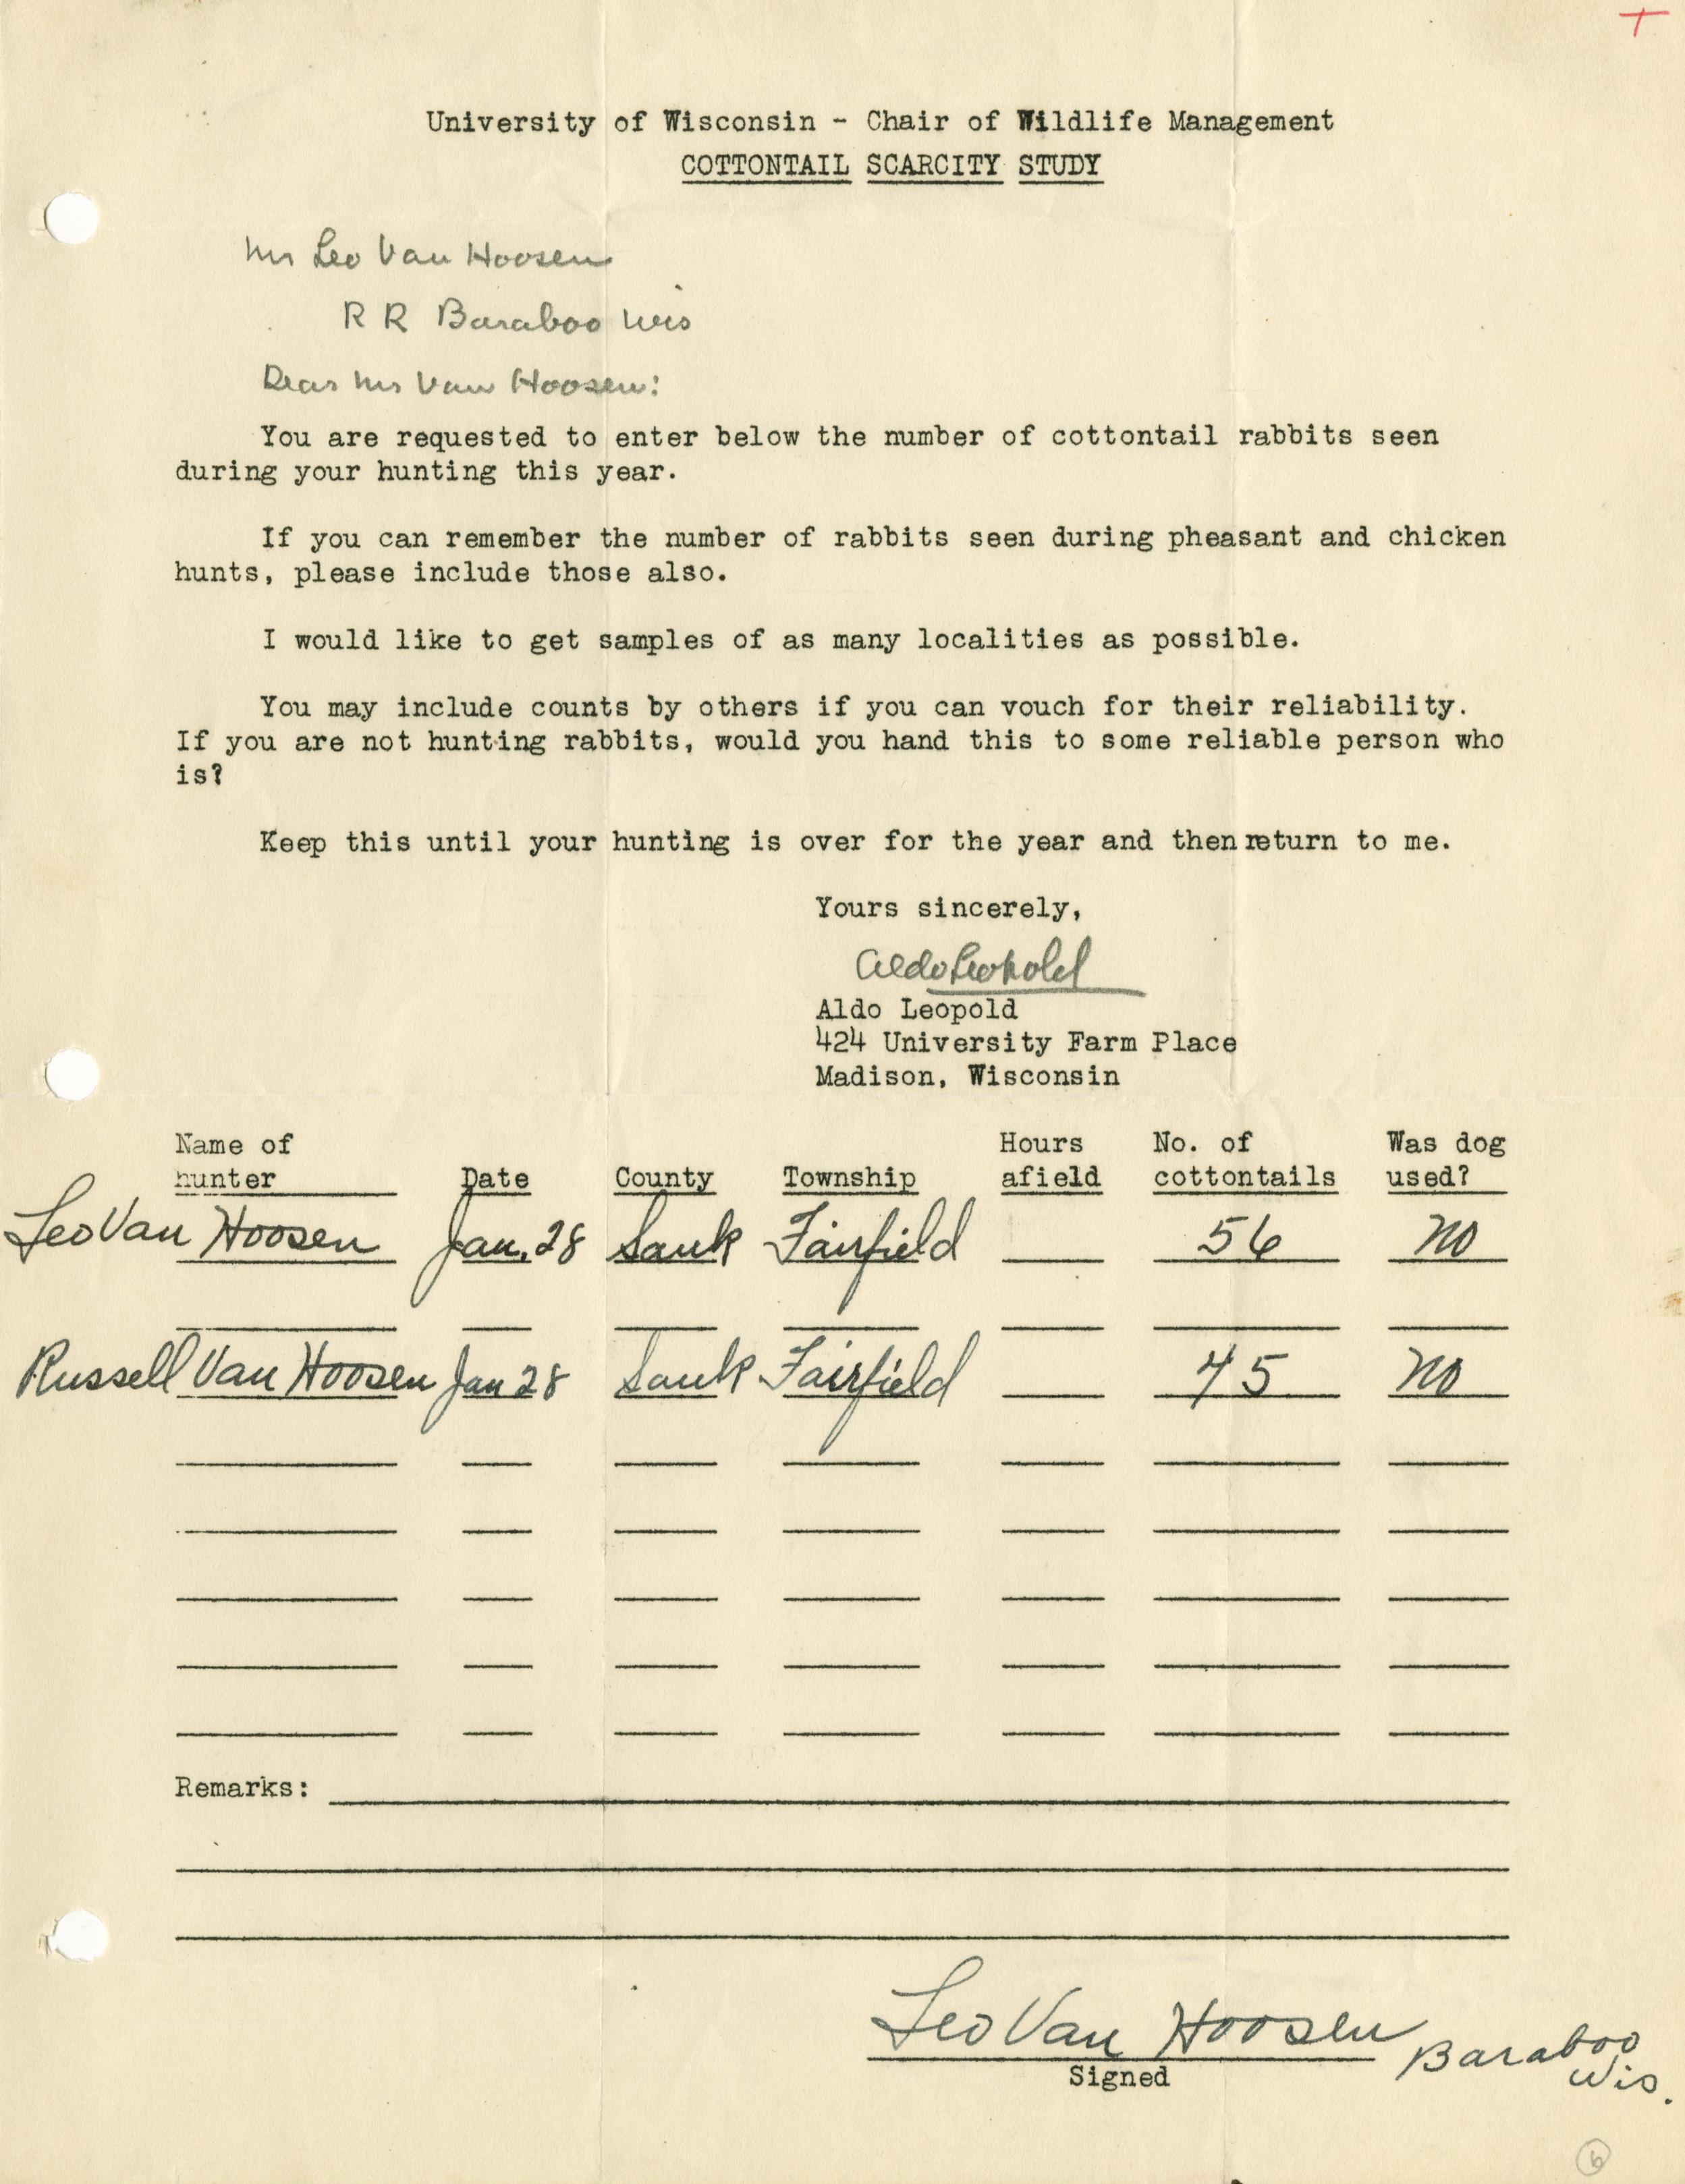 University of Wisconsin - Chair of Wildlife Management
COTTONTAIL SCARCITY STUDY
Mr Leo Van Hoosen
R R Baraboo Wis
Dear Mr Van Hoosen:
You are requested to enter below the number of cottontail rabbits seen
during your hunting this year.
If you can remember the number of rabbits seen during pheasant and chicken
hunts, please include those also.
I would like to get samples of as many localities as possible.
You may include counts by others if you can vouch for their reliability.
If you are not hunting rabbits, would you hand this to some reliable person who
is?
Keep this until your hunting is over for the year and then return to me.
Yours sincerely,
Aldo Leopold
Aldo Leopold
424 University Farm Place
Madison, Wisconsin
Name of Hours No. of Was dog
hunter Date County Township afield cottontails used?
Leo Van Hoosen Jan. 28 Sauk Fairfield 56 no
Russell Van Hoosen Jan 28 Sauk Fairfield 45 no
Remarks:
Leo Van Hoosen Baraboo
Wis.
Signed
6